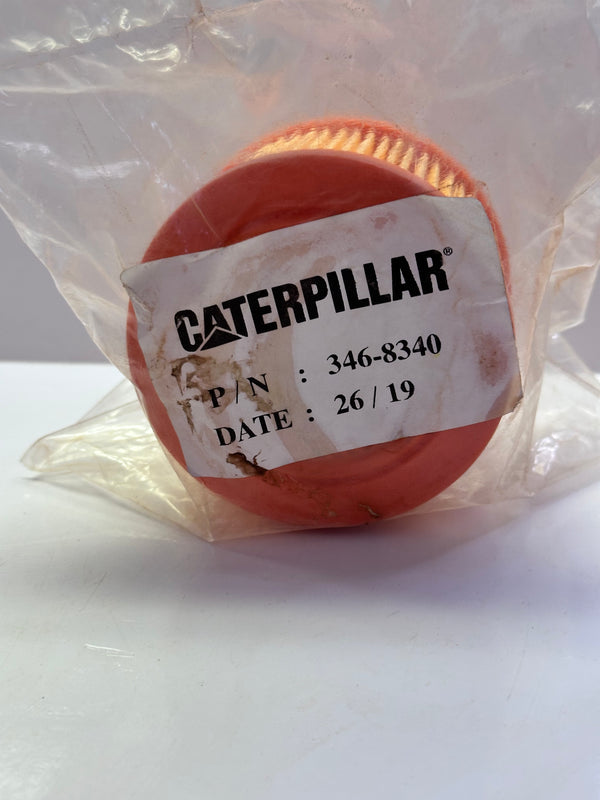 CATERPILLAR®
P/N : 346-8340
DATE : 26/19